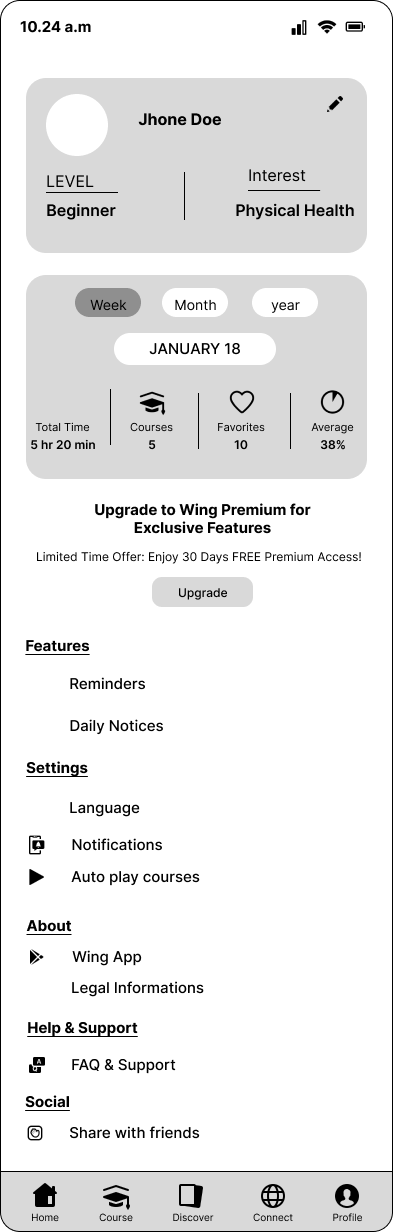 10.24 a.m
Jhone Doe
LEVEL
Interest
Beginner
Physical Health
Week
Month
year
JANUARY 18
Total Time
Courses
Favorites
Average
5 hr 20 min
5
10
38%
Upgrade to Wing Premium for
Exclusive Features
Limited Time Offer: Enjoy 30 Days FREE Premium Access!
Upgrade
Features
Reminders
Daily Notices
Settings
Language
Notifications
Auto play courses
About
Wing App
Legal Informations
Help & Support
FAQ & Support
Social
Share with friends
Home
Course
Discover
Connect
Profile